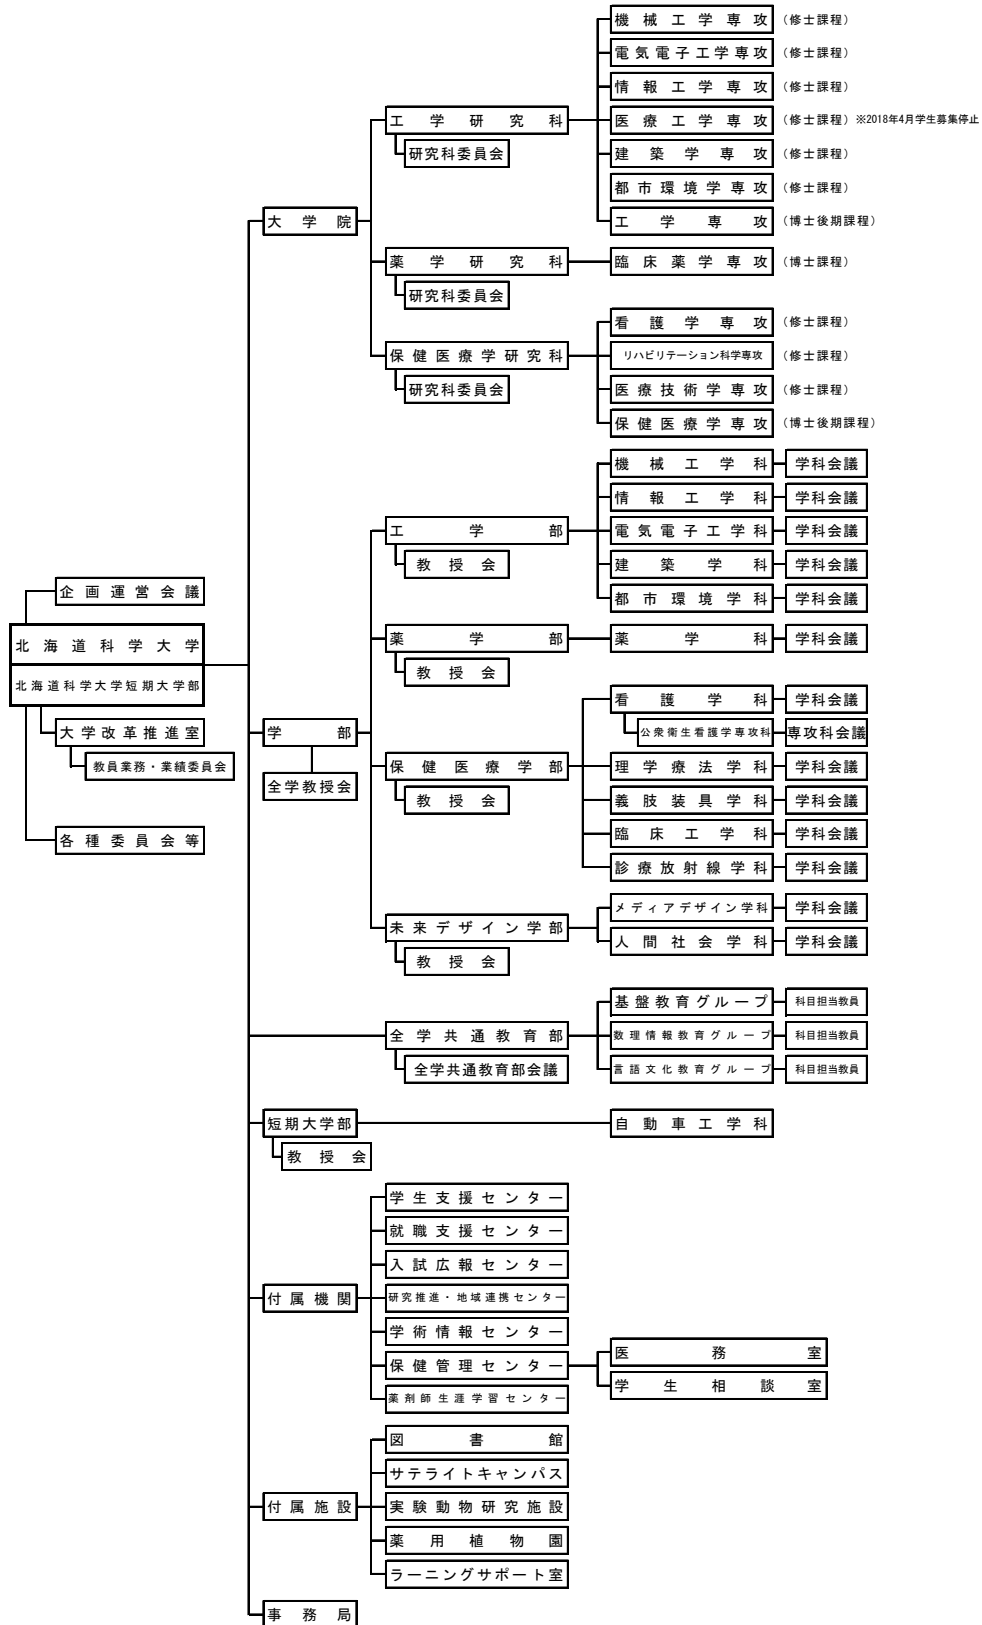 機械工学専攻 （修士課程）
電気電子工学専攻 （修士課程）
情報工学専攻 （修士課程）
工学研究科 医療工学専攻 （修士課程）※2018年4月学生募集停止
研究科委員会 建築学専攻 （修士課程）
都市環境学専攻 （修士課程）
大学院 工学専攻 （博士後期課程）
薬学研究科 臨床薬学専攻 （博士課程）
研究科委員会
看護学専攻 （修士課程）
保健医療学研究科 リハビリテーション科学専攻 （修士課程）
研究科委員会 医療技術学専攻 （修士課程）
保健医療学専攻 （博士後期課程）
機械工学科 学科会議
情報工学科 学科会議
工学部 電気電子工学科 学科会議
教授会 建築学科 学科会議
企画運営会議 都市環境学科 学科会議
北海道科学大学 薬学部 薬学科 学科会議
教授会
北海道科学大学短期大学部 看護学科 学科会議
大学改革推進室 学部 公衆衛生看護学専攻科 専攻科会議
教員業務・業績委員会 保健医療学部 理学療法学科 学科会議
全学教授会 教授会 義肢装具学科 学科会議
各種委員会等 臨床工学科 学科会議
診療放射線学科 学科会議
メディアデザイン学科 学科会議
未来デザイン学部
人間社会学科 学科会議
教授会
基盤教育グループ 科目担当教員
全学共通教育部 数理情報教育グループ 科目担当教員
全学共通教育部会議 言語文化教育グループ 科目担当教員
短期大学部 自動車工学科
教授会
学生支援センター
就職支援センター
入試広報センター
付属機関 研究推進・地域連携センター
学術情報センター
医務室
保健管理センター
学生相談室
薬剤師生涯学習センター
図書館
サテライトキャンパス
付属施設 実験動物研究施設
薬用植物園
ラーニングサポート室
事務局